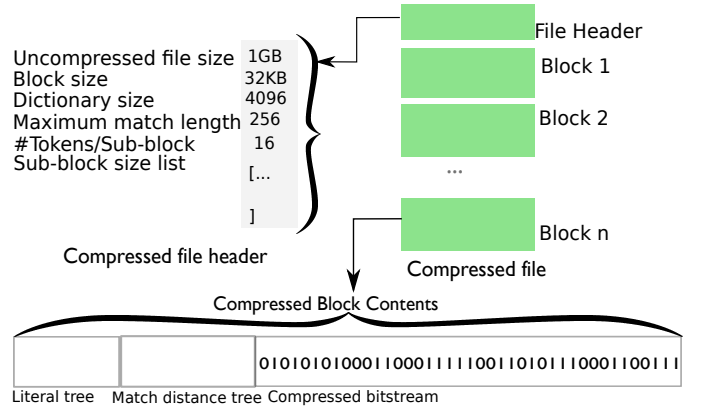 File Header
Uncompressed file size 1GB
Block size 32KB
Dictionary size 4096
Maximum match length 256
#Tokens/Sub-block 16
Sub-block size list [...
]
Block 1
Block 2
...
Block n
Compressed file header
Compressed file
Compressed Block Contents
01010101000110001111100110101110001100111
Literal tree
Match distance tree
Compressed bitstream